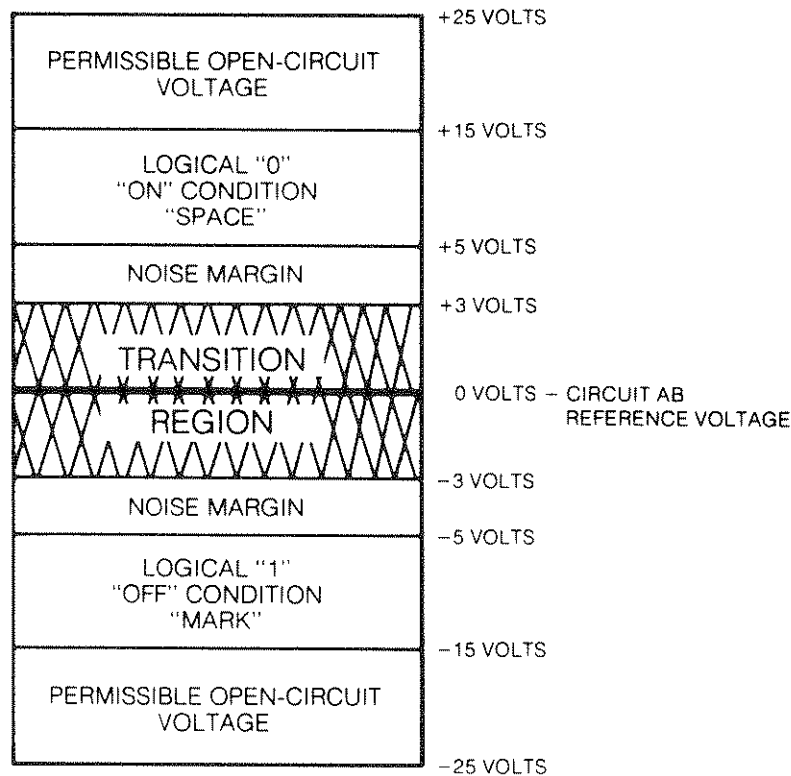 +25 VOLTS
PERMISSIBLE OPEN-CIRCUIT
VOLTAGE
+15 VOLTS
LOGICAL “0”
“ON” CONDITION
“SPACE”
+5 VOLTS
NOISE MARGIN
+3 VOLTS
TRANSITION
0 VOLTS – CIRCUIT AB
REFERENCE VOLTAGE
REGION
−3 VOLTS
NOISE MARGIN
−5 VOLTS
LOGICAL “1”
“OFF” CONDITION
“MARK”
−15 VOLTS
PERMISSIBLE OPEN-CIRCUIT
VOLTAGE
−25 VOLTS